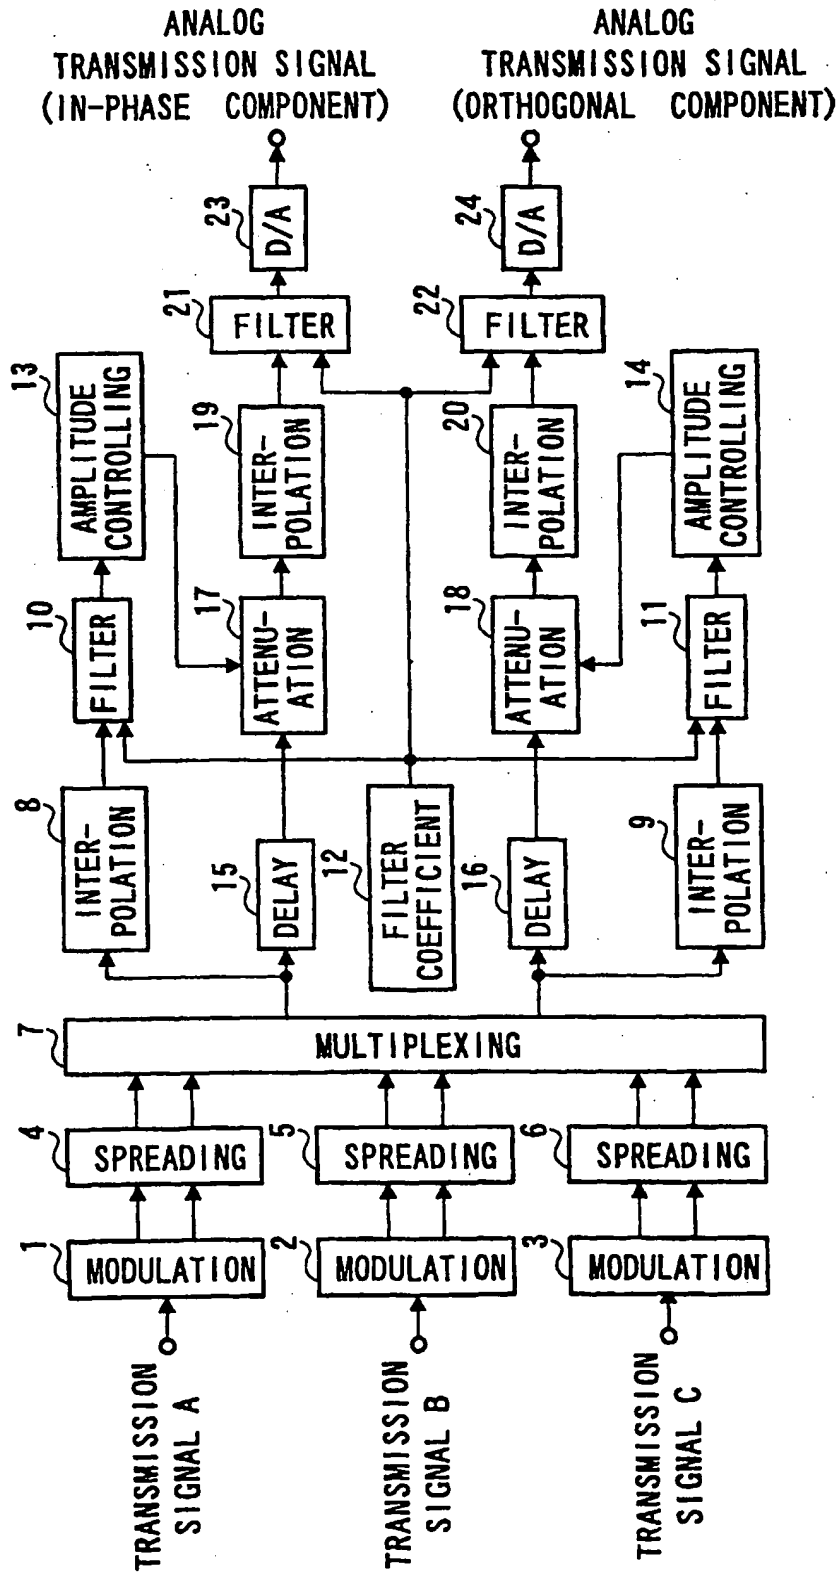 ANALOG
TRANSMISSION SIGNAL
(IN-PHASE COMPONENT)
ANALOG
TRANSMISSION SIGNAL
(ORTHOGONAL COMPONENT)
TRANSMISSION
SIGNAL A
TRANSMISSION
SIGNAL B
TRANSMISSION
SIGNAL C
1
MODULATION
2
MODULATION
3
MODULATION
4
SPREADING
5
SPREADING
6
SPREADING
7
MULTIPLEXING
8
INTER-
POLATION
15
DELAY
12
FILTER
COEFFICIENT
16
DELAY
9
INTER-
POLATION
10
FILTER
17
ATTENU-
ATION
18
ATTENU-
ATION
11
FILTER
13
AMPLITUDE
CONTROLLING
19
INTER-
POLATION
20
INTER-
POLATION
14
AMPLITUDE
CONTROLLING
21
FILTER
22
FILTER
23
D/A
24
D/A